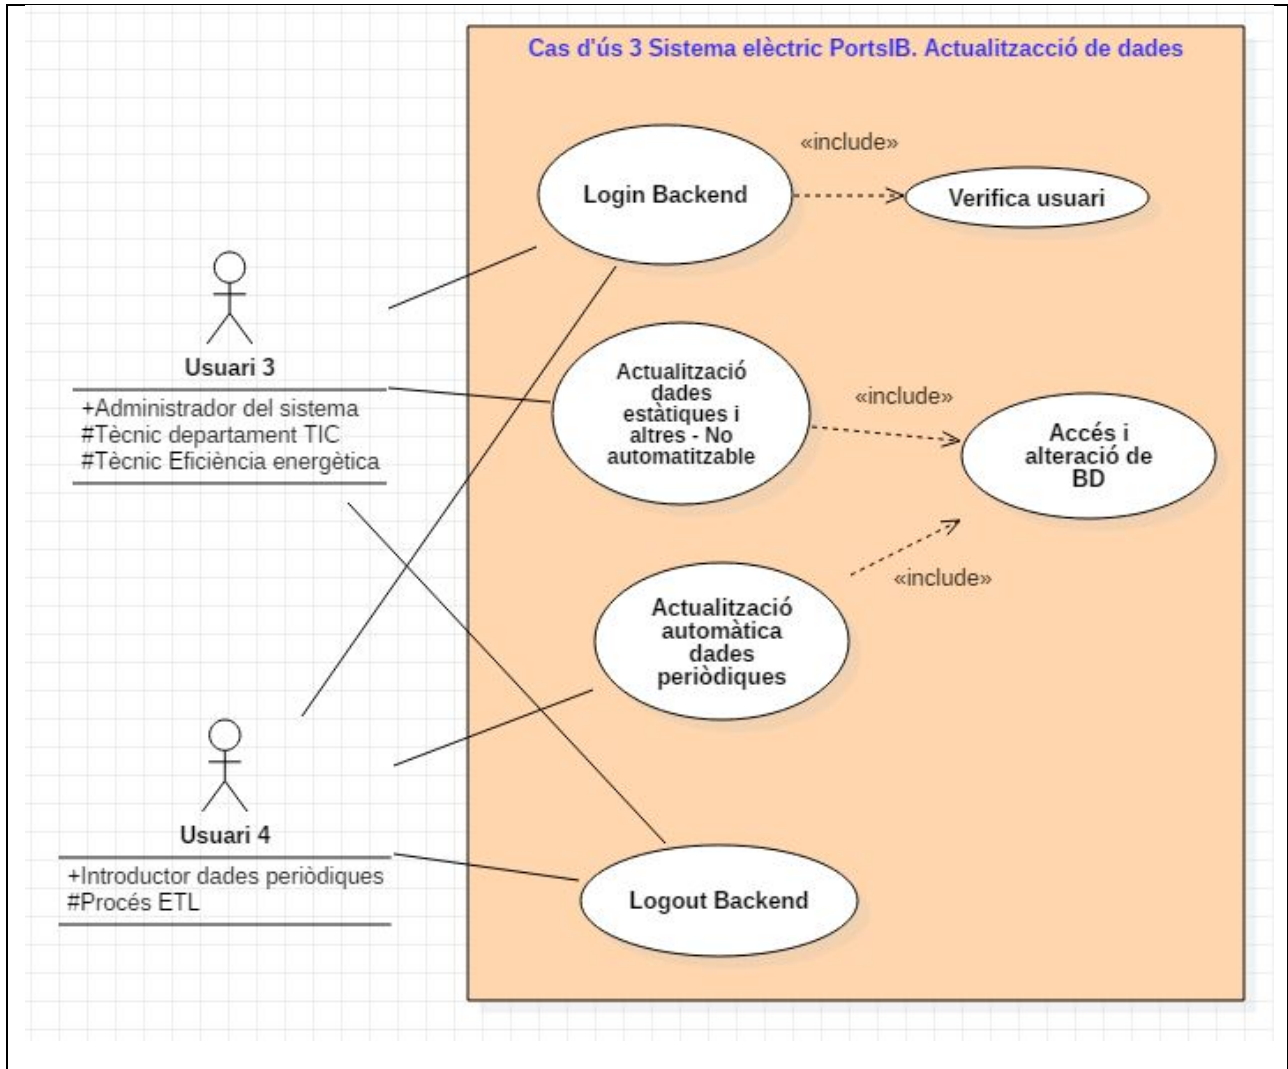 Cas d'ús 3 Sistema elèctric PortsIB. Actualitzacció de dades
«include»
Login Backend
Verifica usuari
Usuari 3
+Administrador del sistema
#Tècnic departament TIC
#Tècnic Eficiència energètica
Actualització
dades
estàtiques i
altres - No
automatitzable
«include»
Accés i
alteració de
BD
«include»
Actualització
automàtica
dades
periòdiques
Usuari 4
+Introductor dades periòdiques
#Procés ETL
Logout Backend